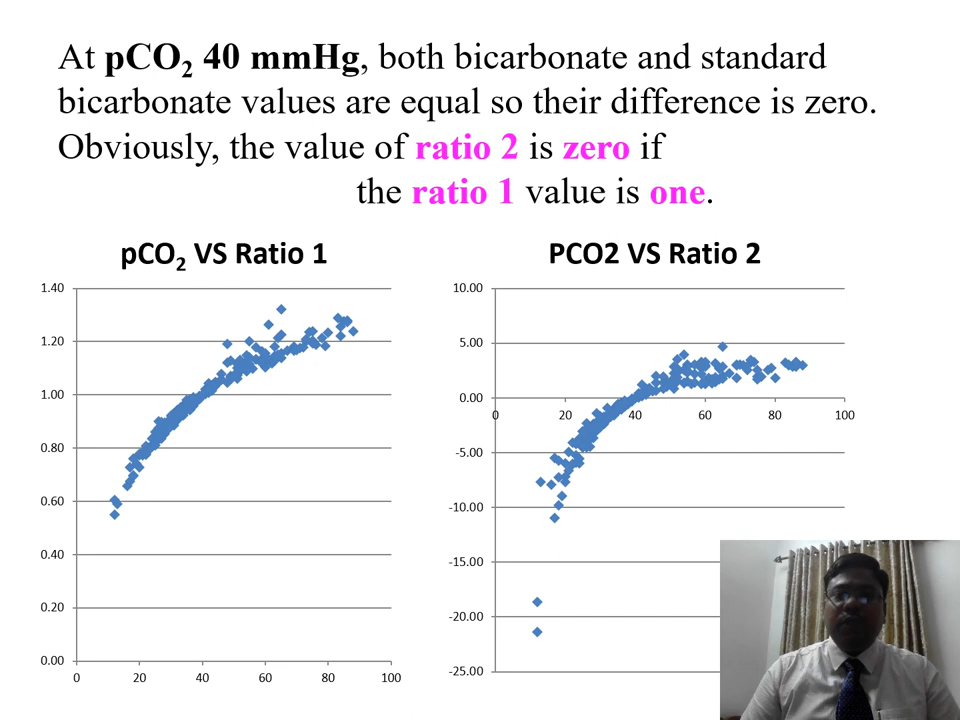 At pCO₂ 40 mmHg, both bicarbonate and standard
bicarbonate values are equal so their difference is zero.
Obviously, the value of ratio 2 is zero if
the ratio 1 value is one.
pCO₂ VS Ratio 1
1.40
1.20
1.00
0.80
0.60
0.40
0.20
0.00
0 20 40 60 80 100
PCO2 VS Ratio 2
10.00
5.00
0.00
0 20 40 60 80 100
-5.00
-10.00
-15.00
-20.00
-25.00